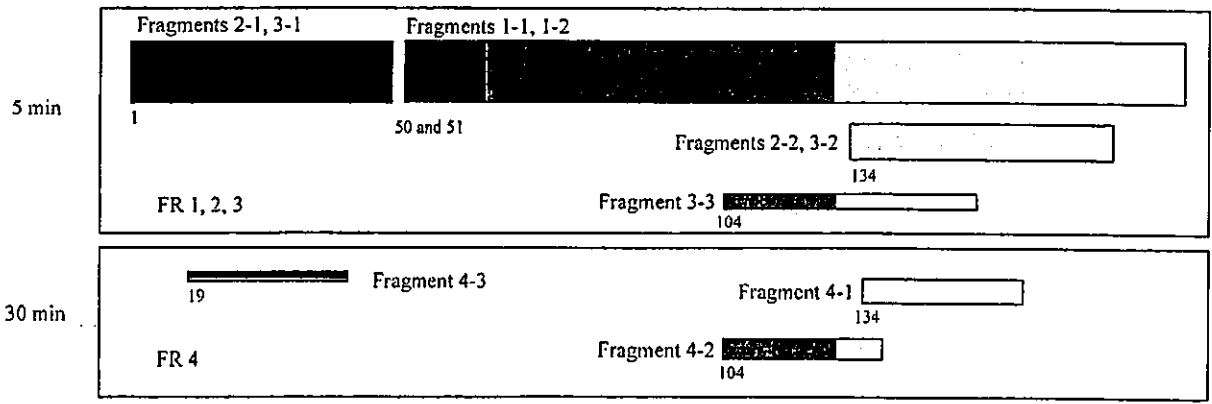 Fragments 2-1, 3-1
Fragments 1-1, 1-2
5 min
1
50 and 51
Fragments 2-2, 3-2
134
FR 1, 2, 3
Fragment 3-3
104
30 min
19
Fragment 4-3
Fragment 4-1
134
FR 4
Fragment 4-2
104